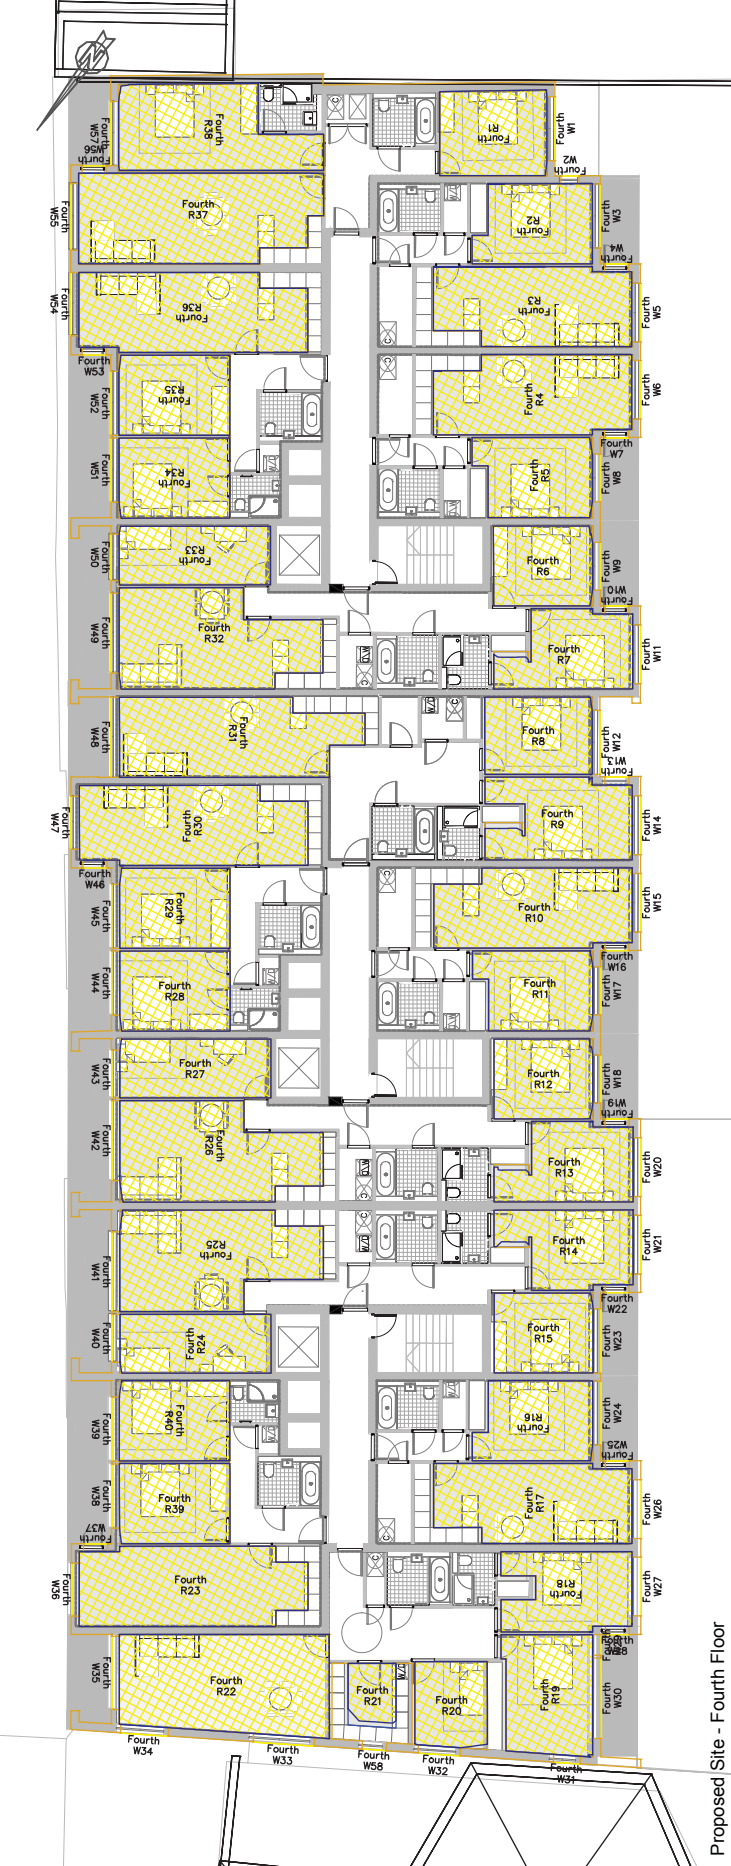 N
Fourth
R38
Fourth
R1
Fourth
W1
Fourth
W57
Fourth
W56
W2
Fourth
Fourth
R37
Fourth
W55
Fourth
R2
Fourth
W3
W4
Fourth
Fourth
W54
Fourth
R36
Fourth
R3
Fourth
W5
Fourth
W53
Fourth
R35
Fourth
W52
Fourth
R4
Fourth
W6
Fourth
W7
Fourth
R34
Fourth
W51
Fourth
R5
Fourth
W8
Fourth
R33
Fourth
W50
Fourth
R6
Fourth
W9
W10
Fourth
Fourth
R32
Fourth
W49
Fourth
R7
Fourth
W11
Fourth
R31
Fourth
W48
Fourth
R8
Fourth
W12
W13
Fourth
Fourth
R30
Fourth
W47
Fourth
R9
Fourth
W14
Fourth
W46
Fourth
R29
Fourth
W45
Fourth
R10
Fourth
W15
Fourth
W16
Fourth
R28
Fourth
W44
Fourth
R11
Fourth
W17
Fourth
R27
Fourth
W43
Fourth
R12
Fourth
W18
W19
Fourth
Fourth
R26
Fourth
W42
Fourth
R13
Fourth
W20
Fourth
R25
Fourth
W41
Fourth
R14
Fourth
W21
Fourth
W22
Fourth
R24
Fourth
W40
Fourth
R15
Fourth
W23
Fourth
R40
Fourth
W39
Fourth
R16
Fourth
W24
W25
Fourth
Fourth
R39
Fourth
W38
Fourth
W37
Fourth
R17
Fourth
W26
Fourth
R23
Fourth
W36
Fourth
R18
Fourth
W27
Fourth
R22
Fourth
W35
Fourth
R21
Fourth
R20
Fourth
R19
Fourth
W30
Fourth
W34
Fourth
W33
Fourth
W58
Fourth
W32
Fourth
W31
Proposed Site - Fourth Floor